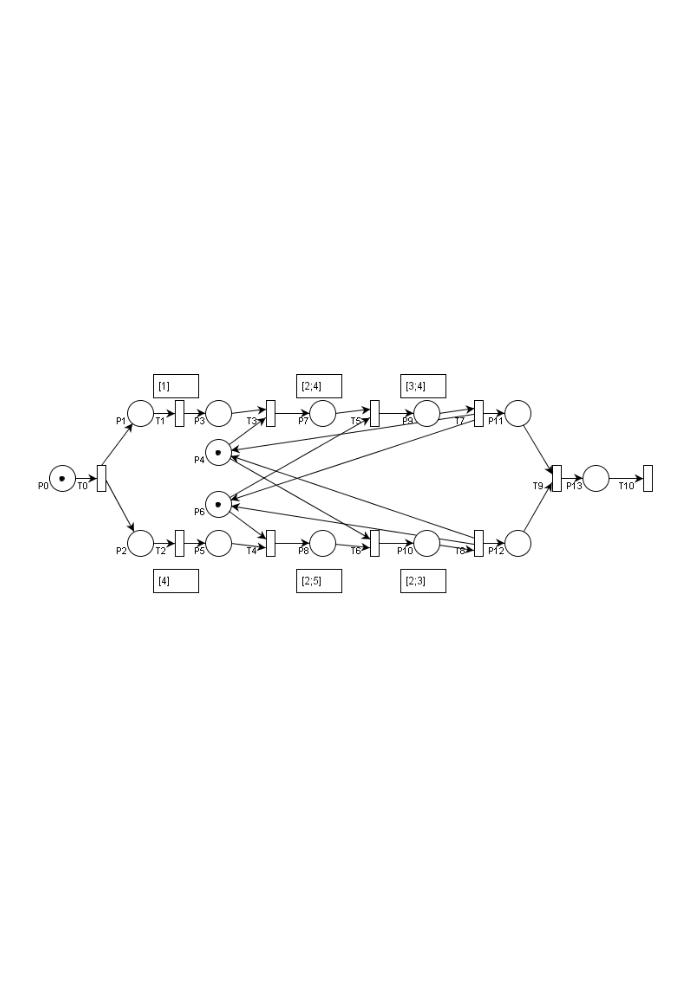 [1]
[2;4]
[3;4]
P1
T1
P3
T3
P7
T5
P9
T7
P11
P4
P0
T0
T9
P13
T10
P6
P2
T2
P5
T4
P8
T6
P10
T8
P12
[4]
[2;5]
[2;3]